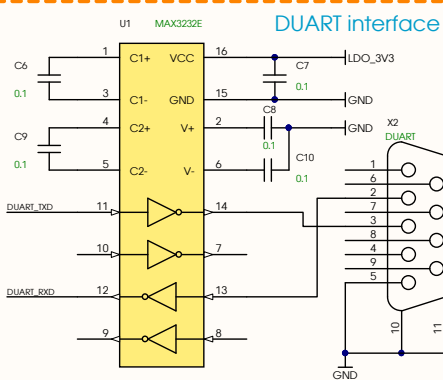 DUART interface
U1 MAX3232E
1 C1+ VCC 16 LDO_3V3
C6 C7
0.1 0.1
3 C1- GND 15 GND
C8
4 C2+ V+ 2 GND X2
C9 0.1 DUART
0.1 C10
5 C2- V- 6 0.1
1
6
2
DUART_TXD 11 14 7
3
10 7 8
4
9
DUART_RXD 12 13 5
9 8
10 11
GND